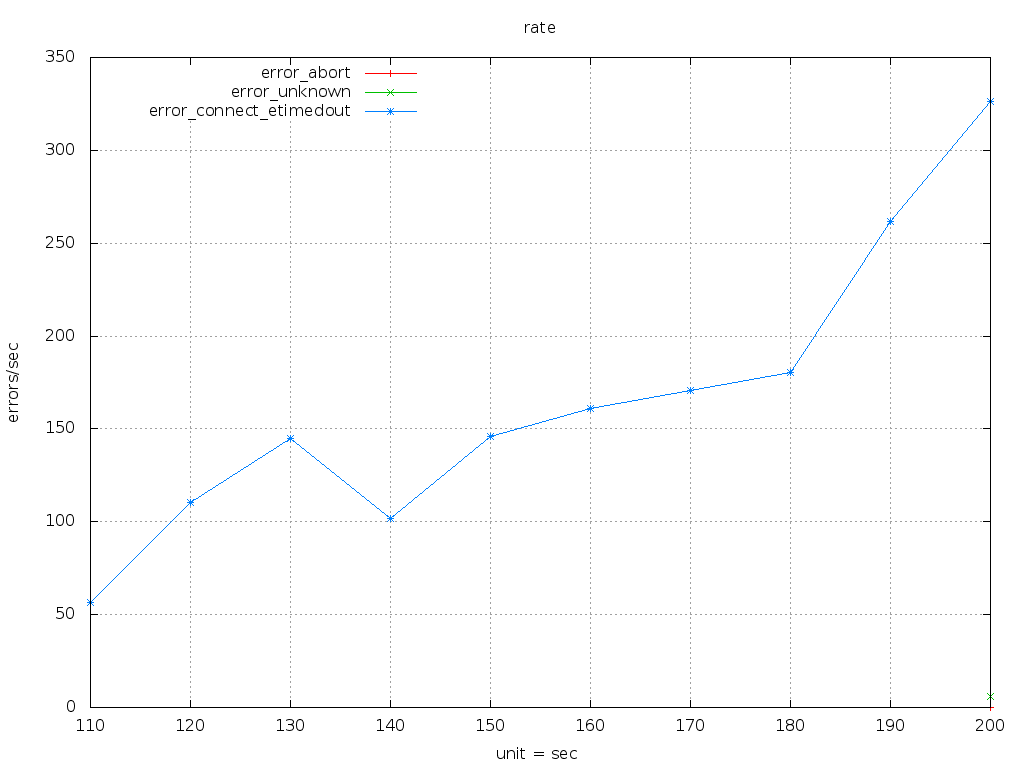 rate
350
300
250
200
150
100
50
0
errors/sec
error_abort
error_unknown
error_connect_etimedout
110 120 130 140 150 160 170 180 190 200
unit = sec